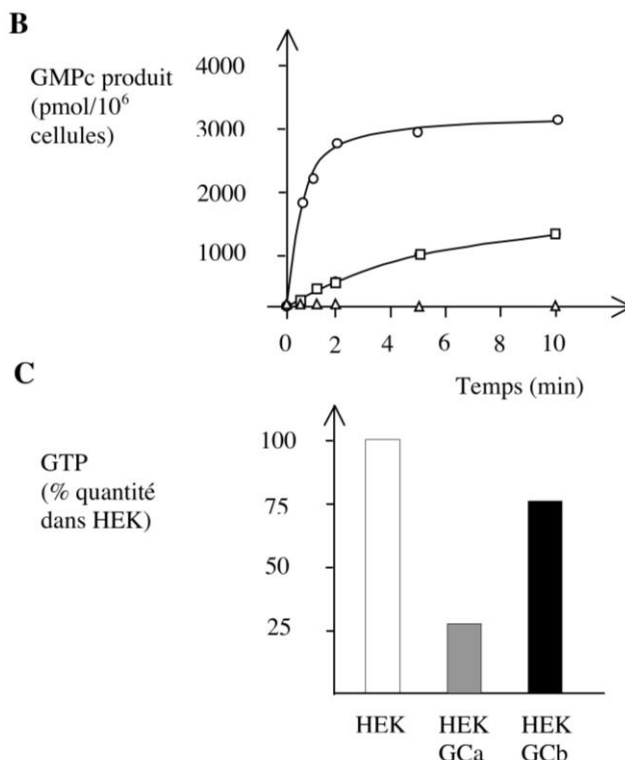 B
GMPc produit
(pmol/10⁶
cellules)
4000
3000
2000
1000
0 2 4 6 8 10
Temps (min)
C
GTP
(% quantité
dans HEK)
100
75
50
25
HEK HEK HEK
GCa GCb